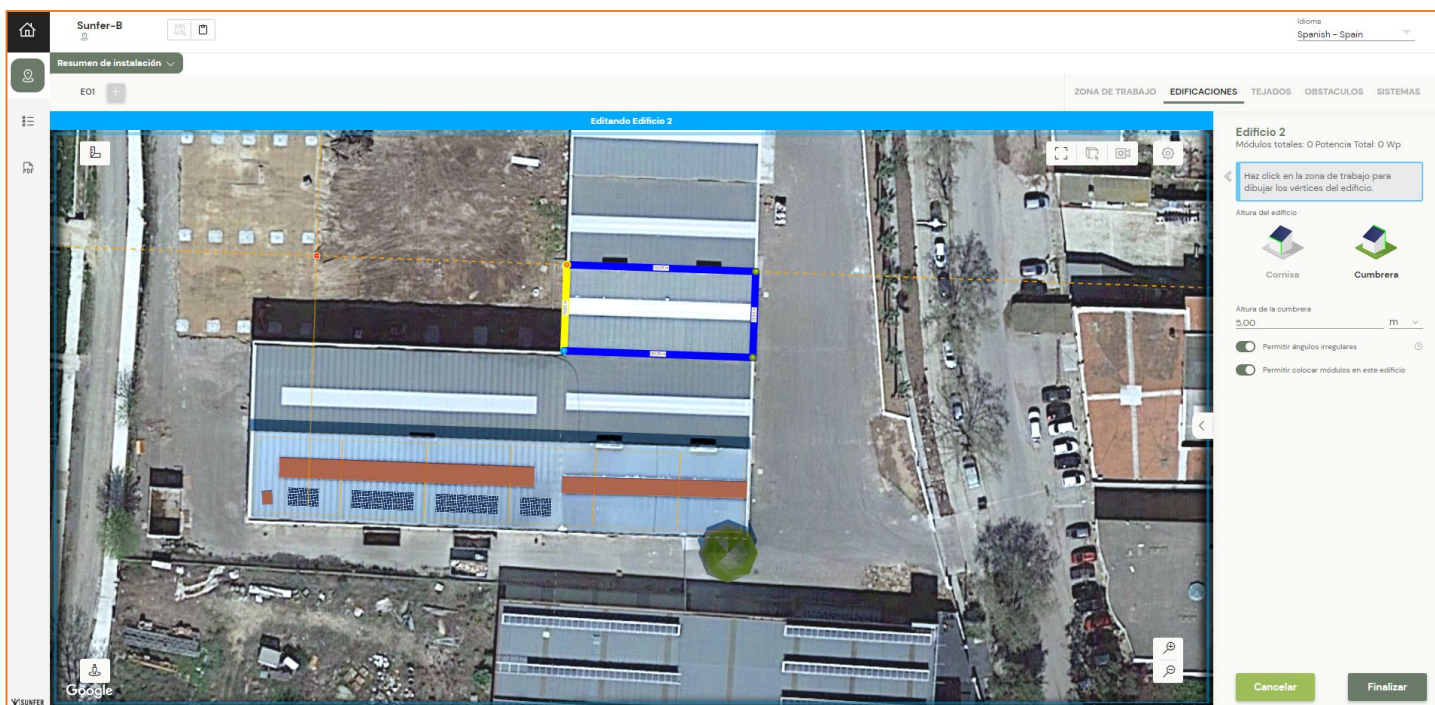 Sunfer-B
Idioma
Spanish - Spain
Resumen de instalación
E01
+
ZONA DE TRABAJO
EDIFICACIONES
TEJADOS
OBSTACULOS
SISTEMAS
Editando Edificio 2
Edificio 2
Módulos totales: 0 Potencia Total: 0 Wp
Haz click en la zona de trabajo para
dibujar los vértices del edificio.
Altura del edificio
Cornisa
Cumbrera
Altura de la cumbrera
5,00
m
Permitir ángulos irregulares
Permitir colocar módulos en este edificio
PDF
Google
SUNFER
Cancelar
Finalizar